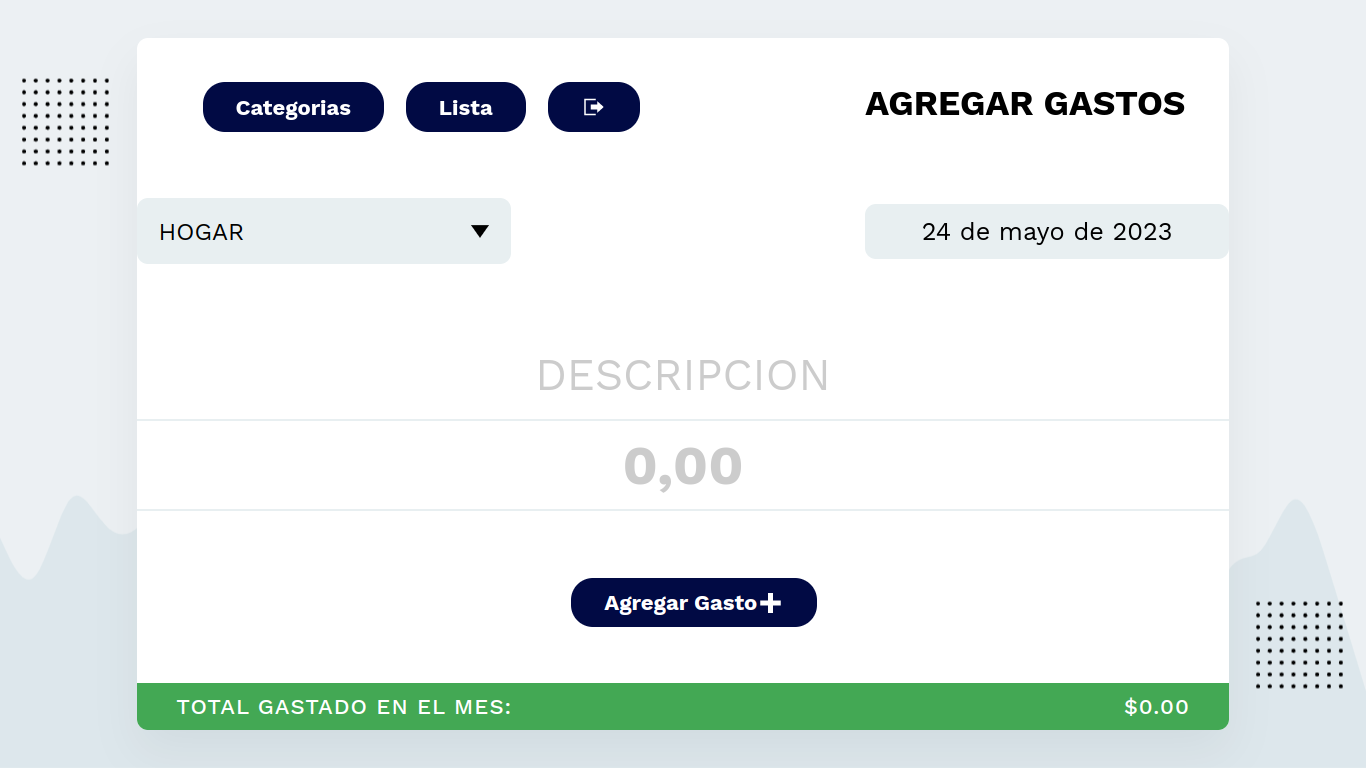 Categorias
Lista
AGREGAR GASTOS
HOGAR
24 de mayo de 2023
DESCRIPCION
0,00
Agregar Gasto
TOTAL GASTADO EN EL MES: $0.00